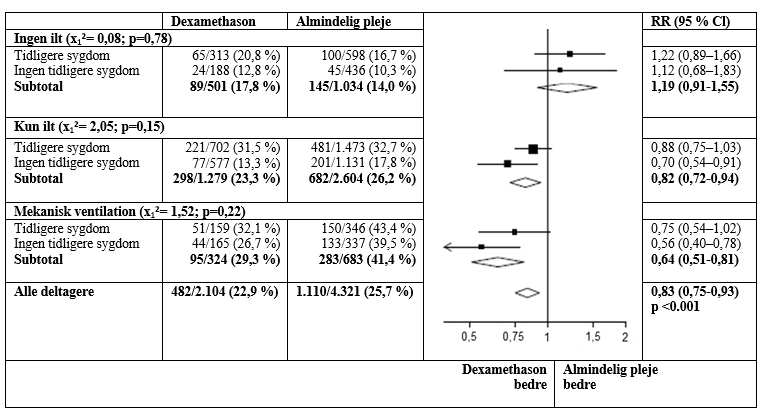 Dexamethason Almindelig pleje RR (95 % CI)
Ingen ilt (x₁²= 0,08; p=0,78)
Tidligere sygdom 65/313 (20,8 %) 100/598 (16,7 %) 1,22 (0,89–1,66)
Ingen tidligere sygdom 24/188 (12,8 %) 45/436 (10,3 %) 1,12 (0,68–1,83)
Subtotal 89/501 (17,8 %) 145/1.034 (14,0 %) 1,19 (0,91-1,55)
Kun ilt (x₁²= 2,05; p=0,15)
Tidligere sygdom 221/702 (31,5 %) 481/1.473 (32,7 %) 0,88 (0,75–1,03)
Ingen tidligere sygdom 77/577 (13,3 %) 201/1.131 (17,8 %) 0,70 (0,54–0,91)
Subtotal 298/1.279 (23,3 %) 682/2.604 (26,2 %) 0,82 (0,72-0,94)
Mekanisk ventilation (x₁²= 1,52; p=0,22)
Tidligere sygdom 51/159 (32,1 %) 150/346 (43,4 %) 0,75 (0,54–1,02)
Ingen tidligere sygdom 44/165 (26,7 %) 133/337 (39,5 %) 0,56 (0,40–0,78)
Subtotal 95/324 (29,3 %) 283/683 (41,4 %) 0,64 (0,51-0,81)
Alle deltagere 482/2.104 (22,9 %) 1.110/4.321 (25,7 %) 0,83 (0,75-0,93)
p <0.001
0,5 0,75 1 1,5 2
Dexamethason Almindelig pleje
bedre bedre